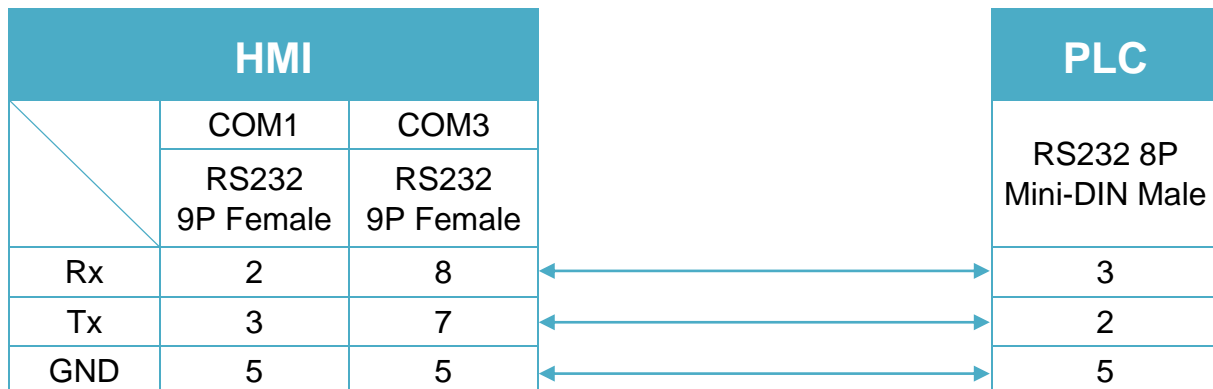 HMI PLC
COM1 COM3
RS232 8P
Mini-DIN Male
RS232 RS232
9P Female 9P Female
Rx 2 8 3
Tx 3 7 2
GND 5 5 5